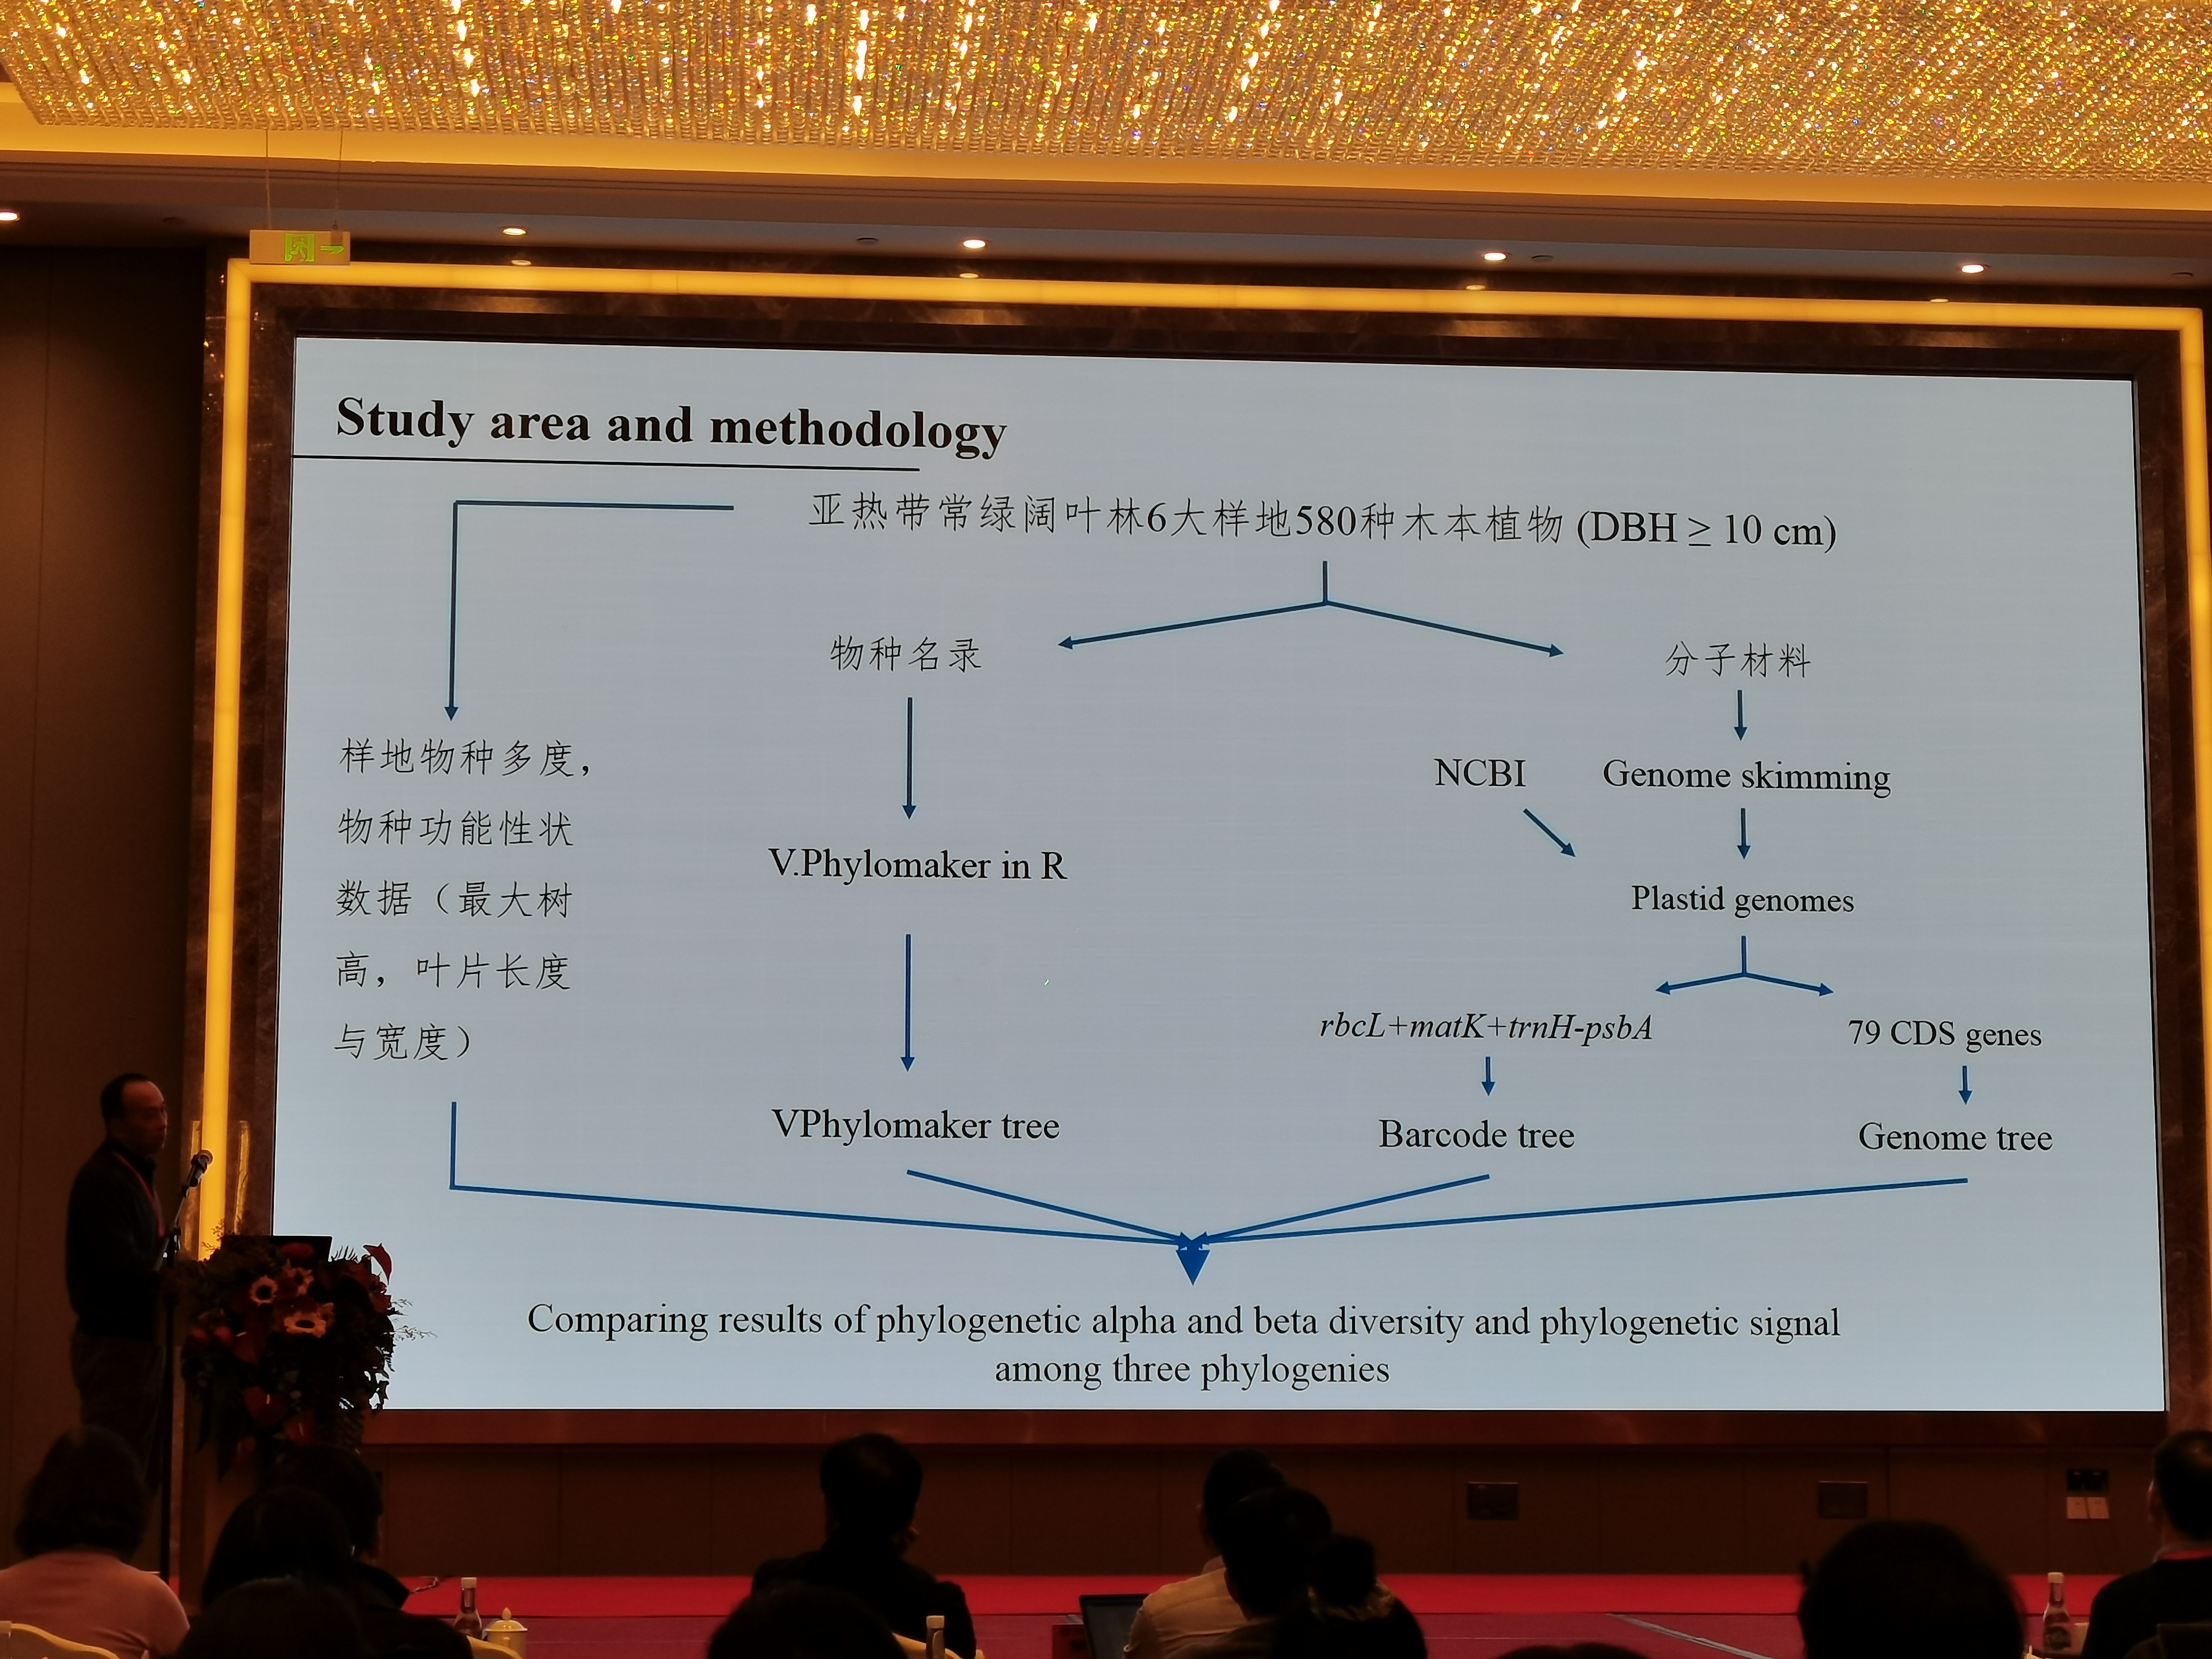 Study area and methodology
亚热带常绿阔叶林6大样地580种木本植物 (DBH ≥ 10 cm)
物种名录
分子材料
样地物种多度，
物种功能性状
数据（最大树
高，叶片长度
与宽度）
NCBI
Genome skimming
V.Phylomaker in R
Plastid genomes
rbcL+matK+trnH-psbA
79 CDS genes
VPhylomaker tree
Barcode tree
Genome tree
Comparing results of phylogenetic alpha and beta diversity and phylogenetic signal
among three phylogenies